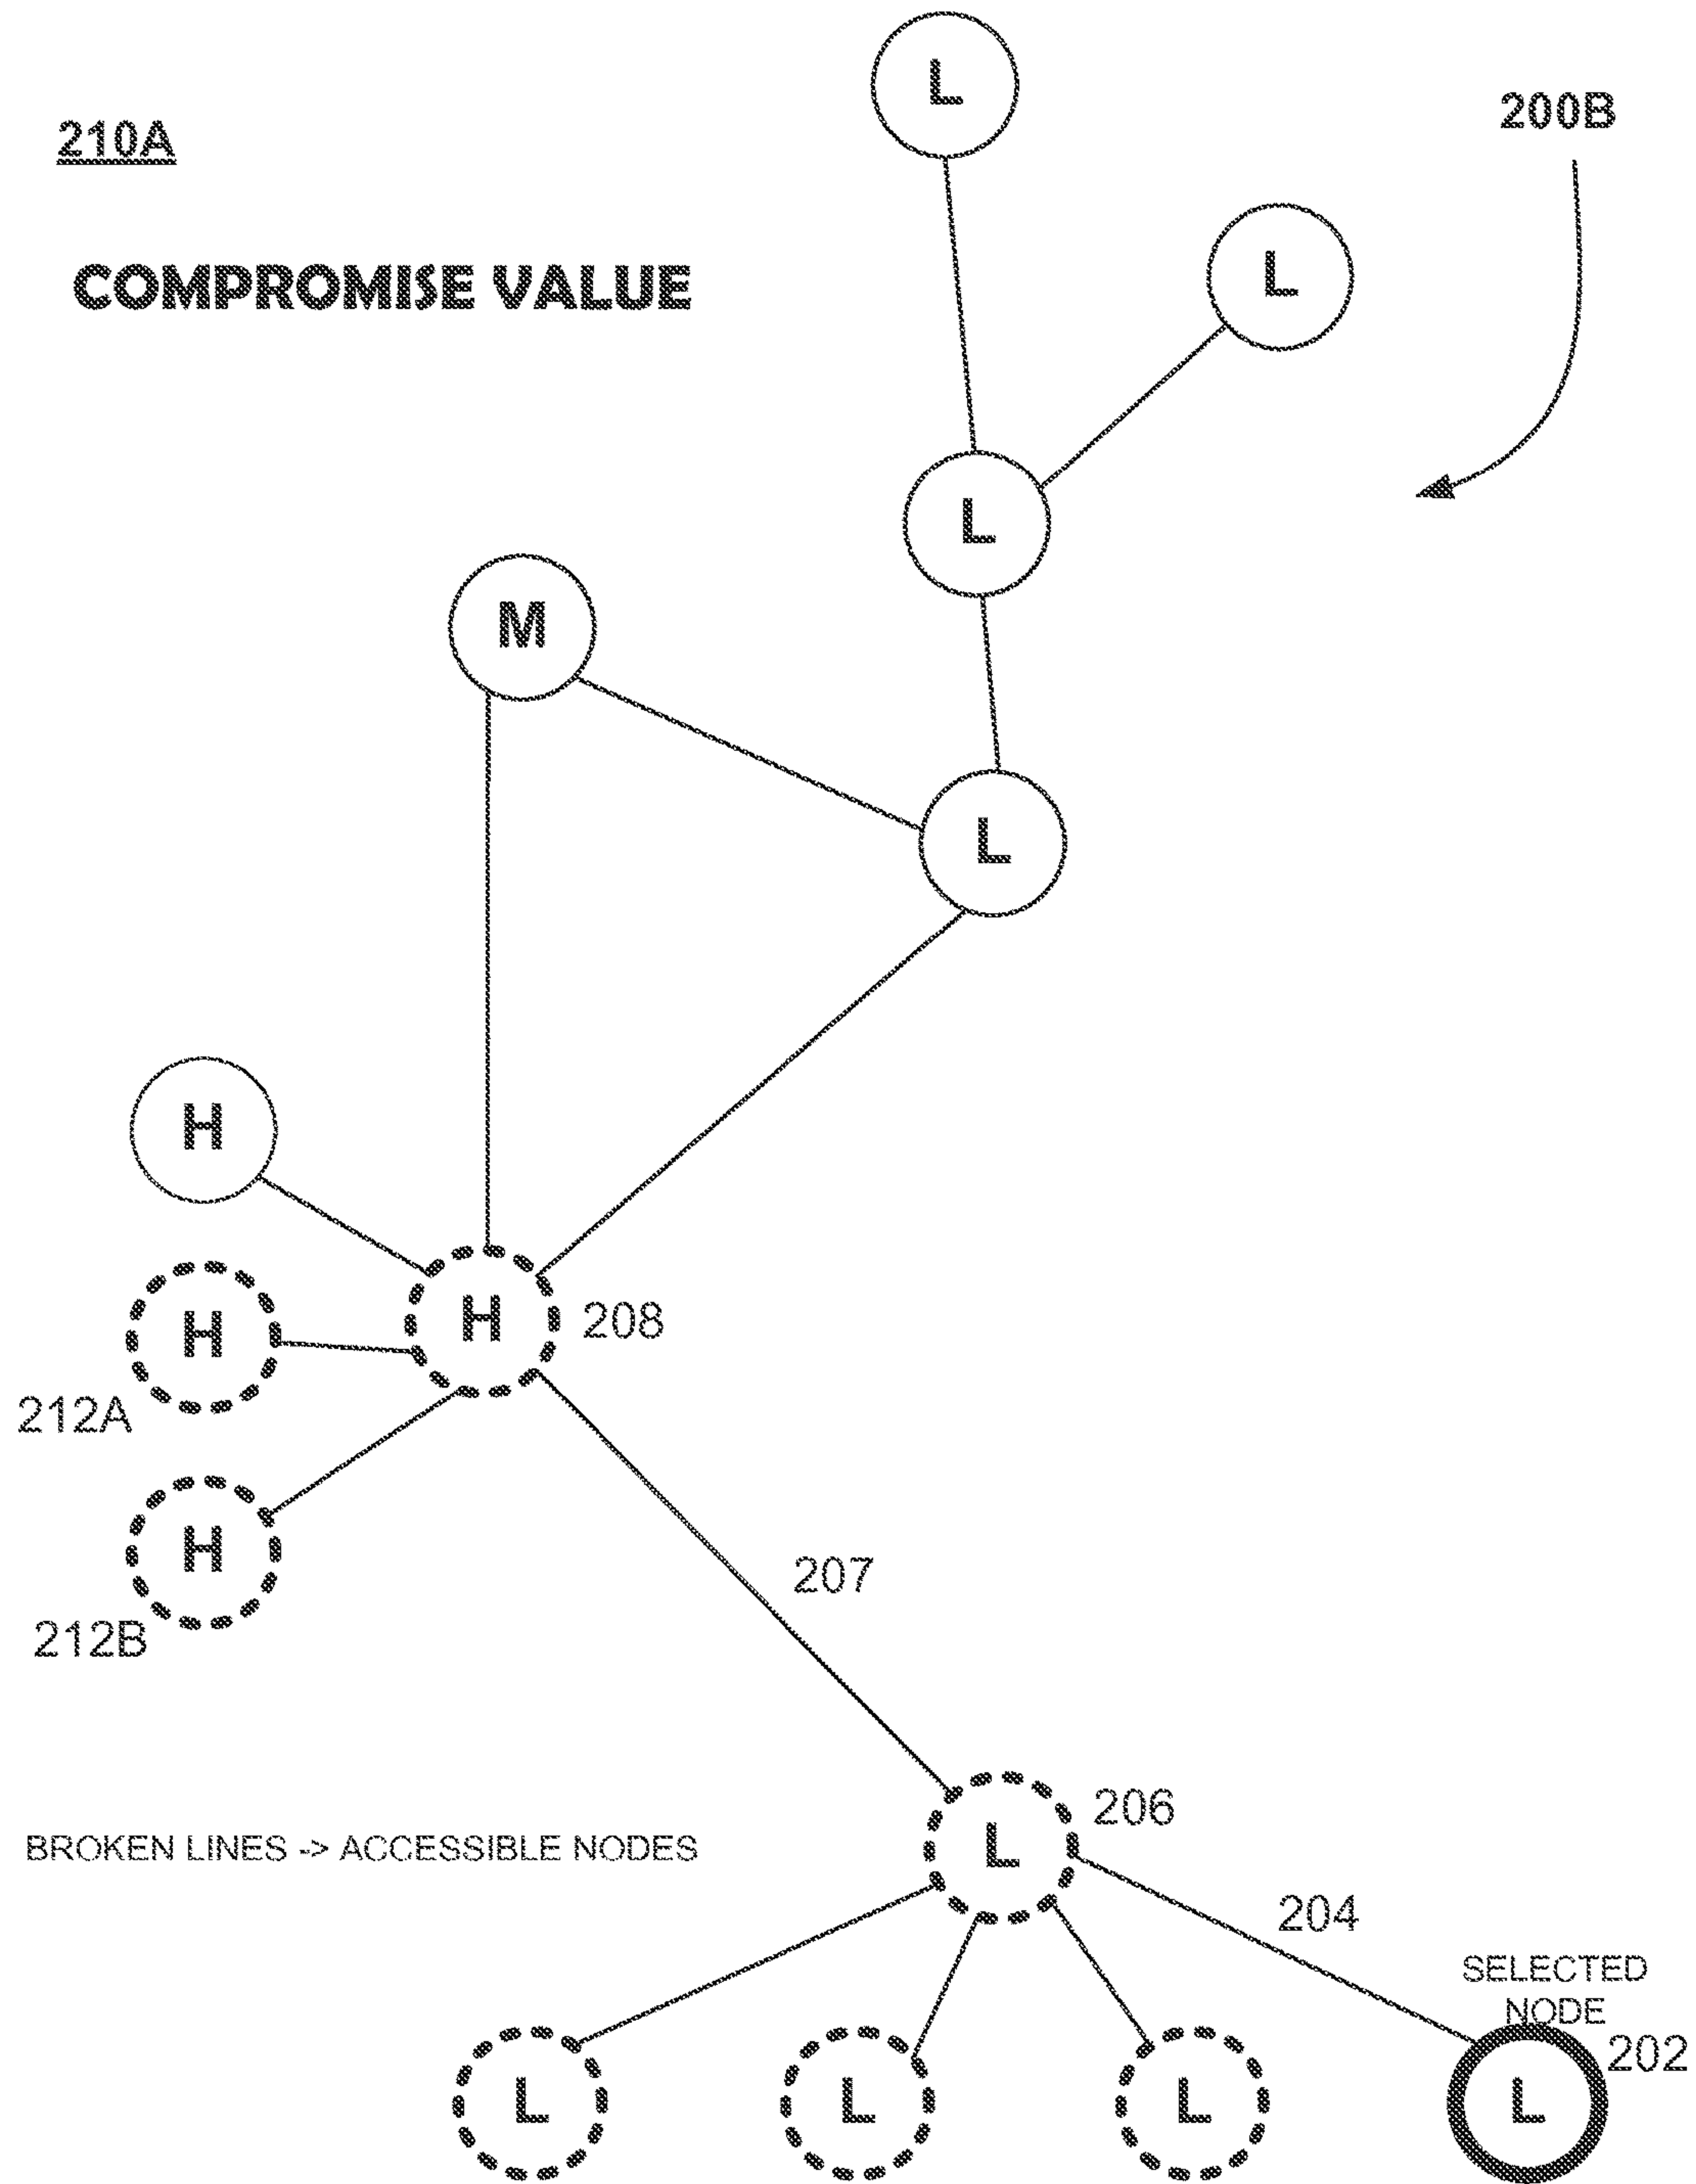 L
200B
210A
L
COMPROMISE VALUE
L
M
L
H
H
208
H
212A
H
207
212B
206
L
BROKEN LINES -> ACCESSIBLE NODES
204
SELECTED
NODE
202
L
L
L
L